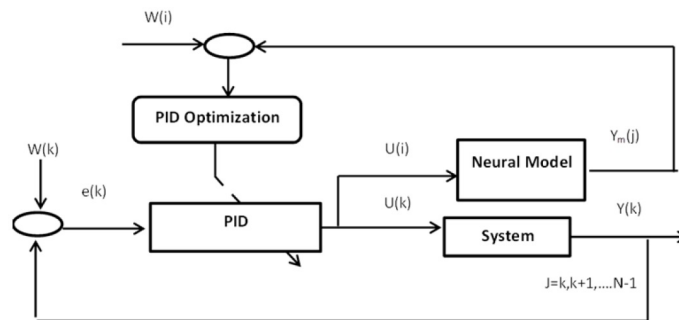 W(i)
PID Optimization
W(k)
e(k)
PID
U(i)
U(k)
Neural Model
System
Yₘ(j)
Y(k)
J=k,k+1,....N-1